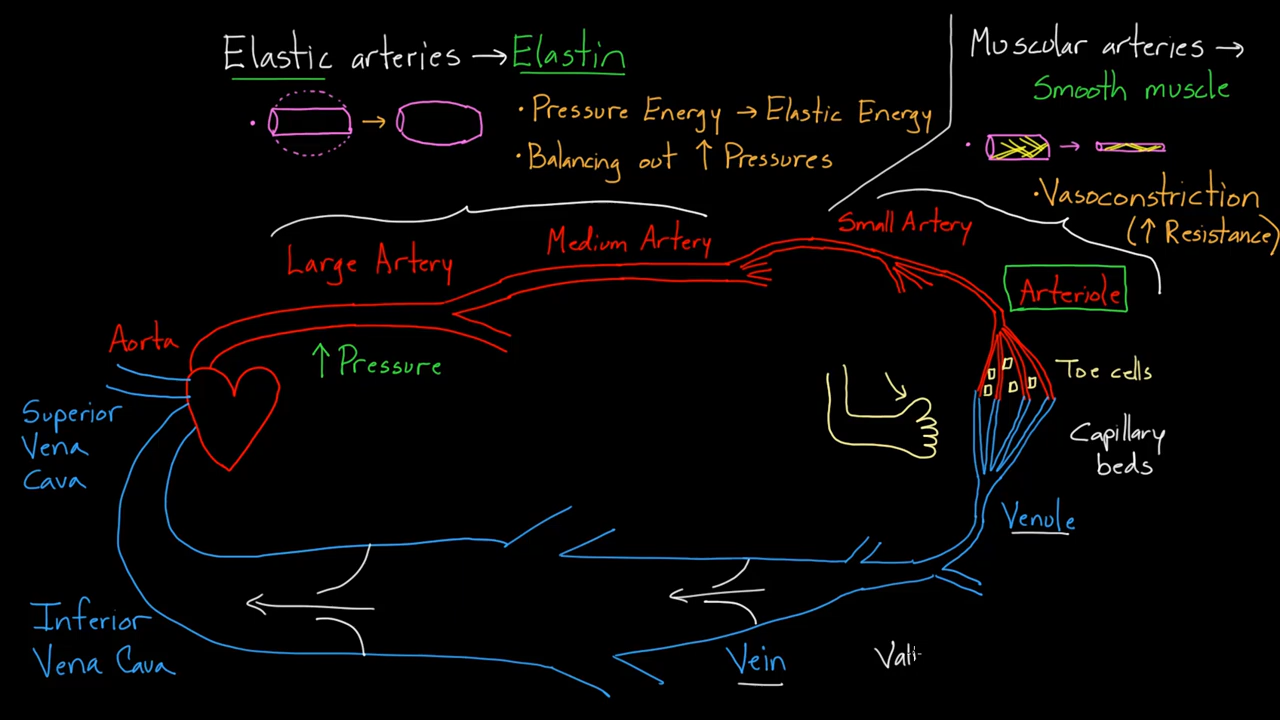 Elastic arteries → Elastin
• Pressure Energy → Elastic Energy
• Balancing out ↑ Pressures
Muscular arteries →
Smooth muscle
• Vasoconstriction
(↑ Resistance)
Large Artery
Medium Artery
Small Artery
Arteriole
Aorta
↑ Pressure
Toe cells
Capillary
beds
Superior
Vena
Cava
Venule
Inferior
Vena Cava
Vein